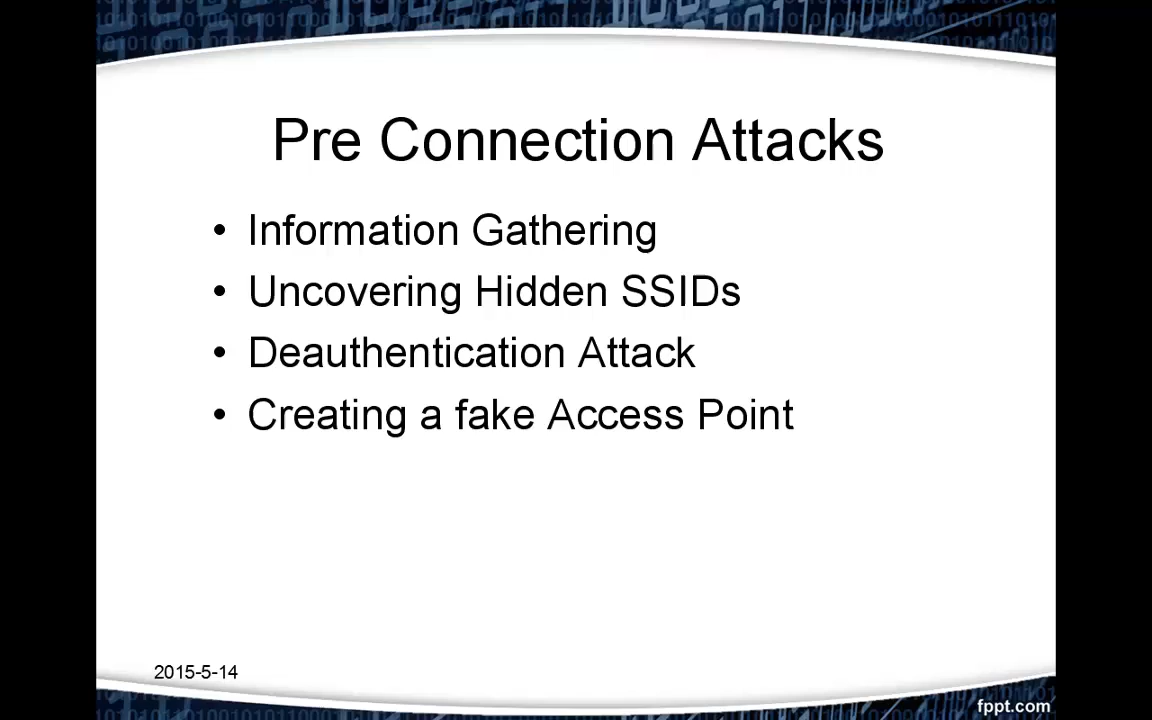 Pre Connection Attacks
• Information Gathering
• Uncovering Hidden SSIDs
• Deauthentication Attack
• Creating a fake Access Point
2015-5-14
fppt.com